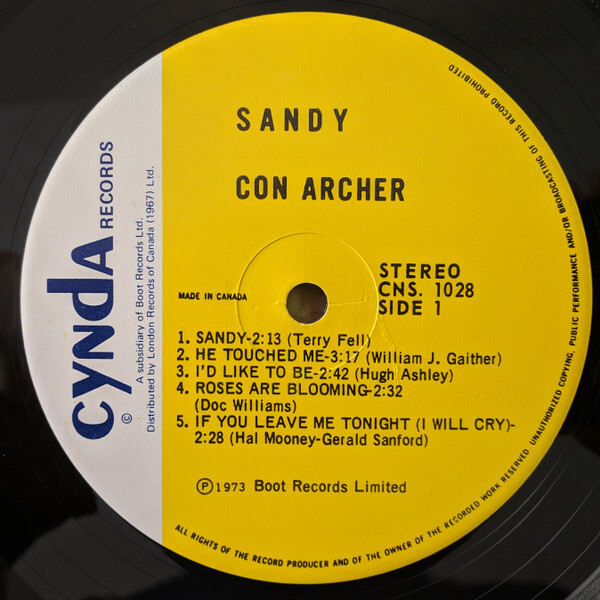 SANDY
CON ARCHER
CYNDA RECORDS
A subsidiary of Boot Records Ltd.
Distributed by London Records of Canada (1967) Ltd.
©
MADE IN CANADA
STEREO
CNS. 1028
SIDE 1
1. SANDY-2:13 (Terry Fell)
2. HE TOUCHED ME-3:17 (William J. Gaither)
3. I'D LIKE TO BE-2:42 (Hugh Ashley)
4. ROSES ARE BLOOMING-2:32
(Doc Williams)
5. IF YOU LEAVE ME TONIGHT (I WILL CRY)-
2:28 (Hal Mooney-Gerald Sanford)
Ⓟ 1973 Boot Records Limited
ALL RIGHTS OF THE RECORD PRODUCER AND OF THE OWNER OF THE RECORDED WORK RESERVED. UNAUTHORIZED COPYING, PUBLIC PERFORMANCE AND/OR BROADCASTING OF THIS RECORD PROHIBITED